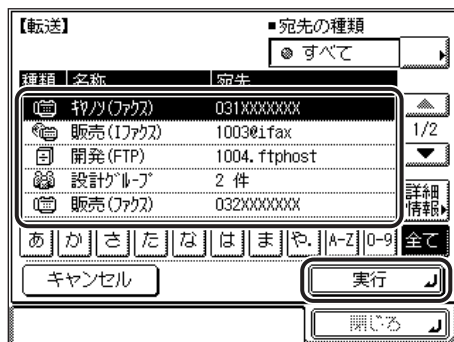 【転送】
■宛先の種類
すべて
種類 名称 宛先
ｷﾔﾉﾝ(ﾌｧｸｽ) 031XXXXXXX
販売(Iﾌｧｸｽ) 1003@ifax
開発(FTP) 1004.ftphost
設計ｸﾞﾙｰﾌﾟ 2 件
販売(ﾌｧｸｽ) 032XXXXXXX
1/2
詳細情報
あ か さ た な は ま や. A-Z 0-9 全て
キャンセル 実行
閉じる